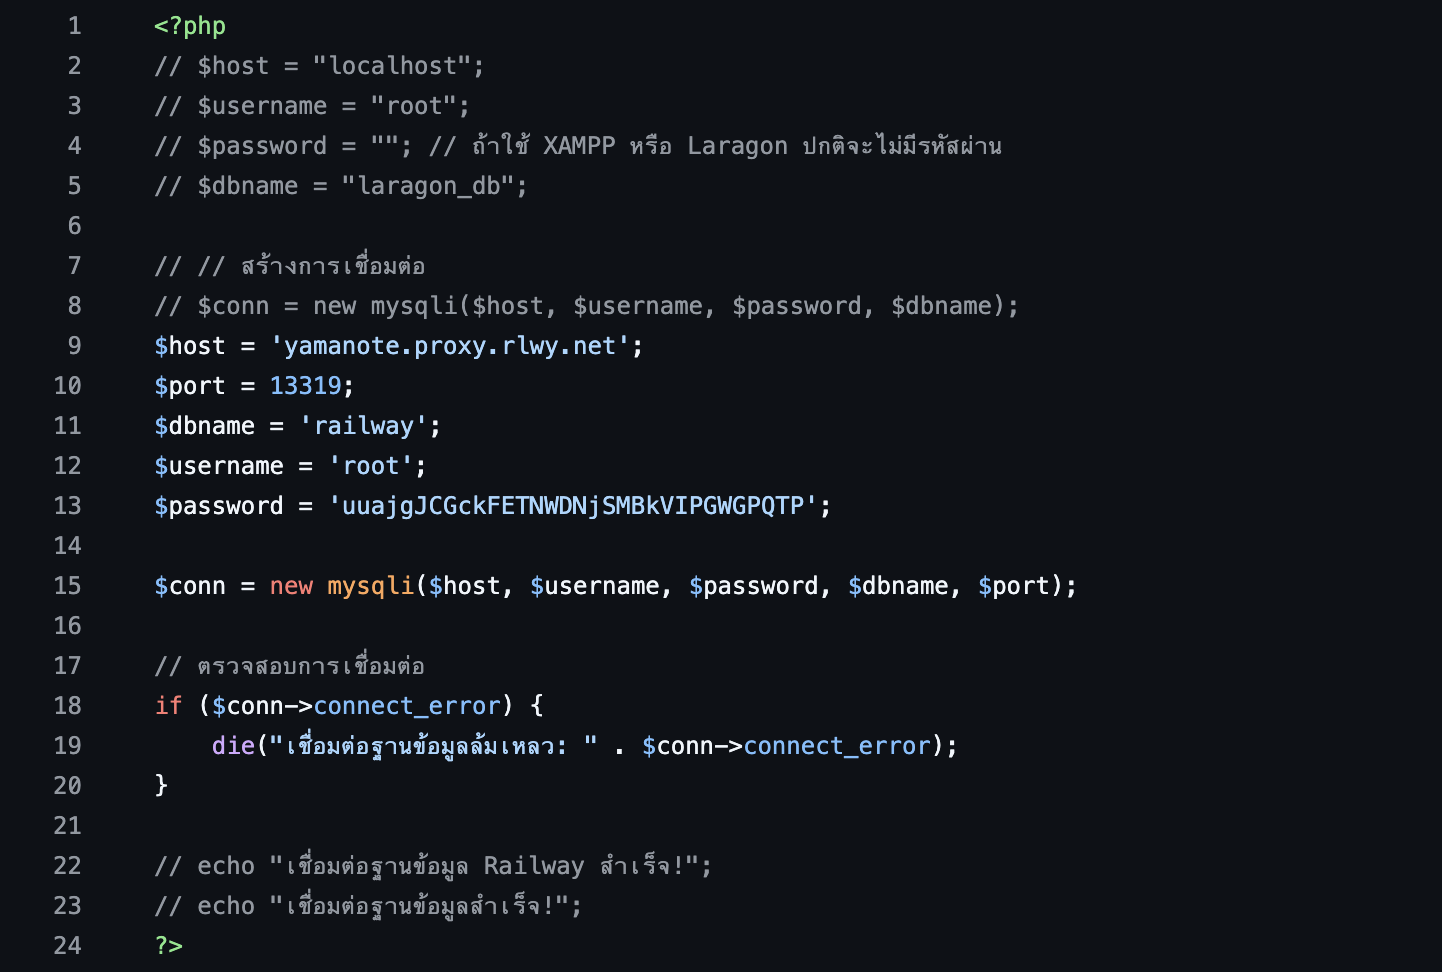 1 <?php
2 // $host = "localhost";
3 // $username = "root";
4 // $password = ""; // ถ้าใช้ XAMPP หรือ Laragon ปกติจะไม่มีรหัสผ่าน
5 // $dbname = "laragon_db";
6
7 // // สร้างการเชื่อมต่อ
8 // $conn = new mysqli($host, $username, $password, $dbname);
9 $host = 'yamanote.proxy.rlwy.net';
10 $port = 13319;
11 $dbname = 'railway';
12 $username = 'root';
13 $password = 'uuajgJCGckFETNWDNjSMBkVIPGWGPQTP';
14
15 $conn = new mysqli($host, $username, $password, $dbname, $port);
16
17 // ตรวจสอบการเชื่อมต่อ
18 if ($conn->connect_error) {
19 die("เชื่อมต่อฐานข้อมูลล้มเหลว: " . $conn->connect_error);
20 }
21
22 // echo "เชื่อมต่อฐานข้อมูล Railway สำเร็จ!";
23 // echo "เชื่อมต่อฐานข้อมูลสำเร็จ!";
24 ?>